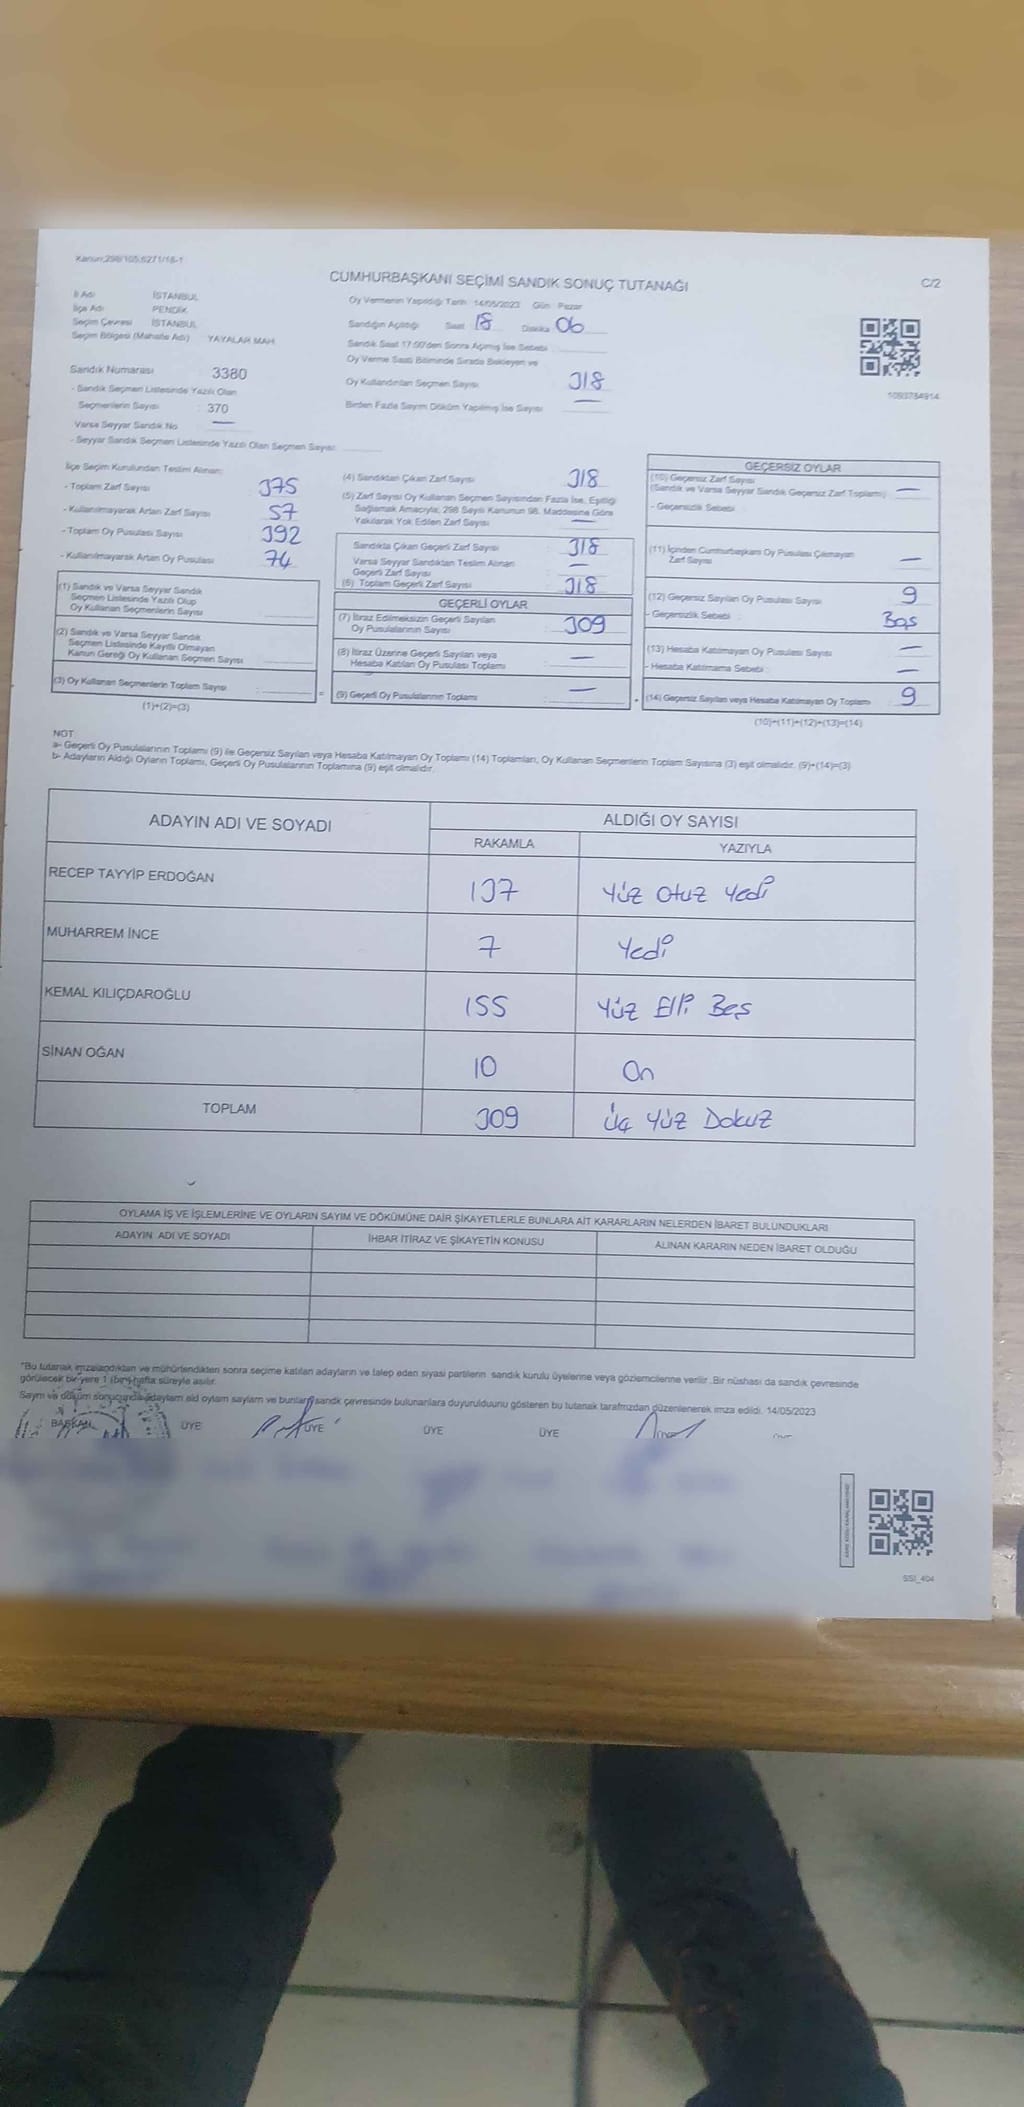 Kanun;298/105,6271/18-1
CUMHURBAŞKANI SEÇİMİ SANDIK SONUÇ TUTANAĞI
C/2
İl Adı İSTANBUL
İlçe Adı PENDİK
Seçim Çevresi İSTANBUL
Seçim Bölgesi (Mahalle Adı) YAYALAR MAH.
Sandık Numarası 3380
- Sandık Seçmen Listesinde Yazılı Olan
Seçmenlerin Sayısı : 370
Varsa Seyyar Sandık No —
- Seyyar Sandık Seçmen Listesinde Yazılı Olan Seçmen Sayısı:
Oy Vermenin Yapıldığı Tarih 14/05/2023 Gün Pazar
Sandığın Açıldığı Saat 18 Dakika 06
Sandık Saat 17:00'den Sonra Açılmış İse Sebebi
Oy Verme Saati Bitiminde Sırada Bekleyen ve
Oy Kullandırılan Seçmen Sayısı 318
Birden Fazla Sayım Döküm Yapılmış İse Sayısı —
1093784914
İlçe Seçim Kurulundan Teslim Alınan:
- Toplam Zarf Sayısı : 375
- Kullanılmayarak Artan Zarf Sayısı : 57
- Toplam Oy Pusulası Sayısı : 392
- Kullanılmayarak Artan Oy Pusulası : 74
(1) Sandık ve Varsa Seyyar Sandık
Seçmen Listesinde Yazılı Olup
Oy Kullanan Seçmenlerin Sayısı
(2) Sandık ve Varsa Seyyar Sandık
Seçmen Listesinde Kayıtlı Olmayan
Kanun Gereği Oy Kullanan Seçmen Sayısı
(3) Oy Kullanan Seçmenlerin Toplam Sayısı
(1)+(2)=(3)
(4) Sandıktan Çıkan Zarf Sayısı : 318
(5) Zarf Sayısı Oy Kullanan Seçmen Sayısından Fazla İse, Eşitliği
Sağlamak Amacıyla, 298 Sayılı Kanunun 98. Maddesine Göre
Yakılarak Yok Edilen Zarf Sayısı : —
Sandıkta Çıkan Geçerli Zarf Sayısı : 318
Varsa Seyyar Sandıktan Teslim Alınan
Geçerli Zarf Sayısı : —
(6) Toplam Geçerli Zarf Sayısı : 318
GEÇERLİ OYLAR
(7) İtiraz Edilmeksizin Geçerli Sayılan
Oy Pusulalarının Sayısı : 309
(8) İtiraz Üzerine Geçerli Sayılan veya
Hesaba Katılan Oy Pusulası Toplamı : —
= (9) Geçerli Oy Pusulalarının Toplamı : —
GEÇERSİZ OYLAR
(10) Geçersiz Zarf Sayısı
(Sandık ve Varsa Seyyar Sandık Geçersiz Zarf Toplamı) —
- Geçersizlik Sebebi
(11) İçinden Cumhurbaşkanı Oy Pusulası Çıkmayan
Zarf Sayısı —
(12) Geçersiz Sayılan Oy Pusulası Sayısı 9
- Geçersizlik Sebebi : Boş
(13) Hesaba Katılmayan Oy Pusulası Sayısı —
- Hesaba Katılmama Sebebi : —
+ (14) Geçersiz Sayılan veya Hesaba Katılmayan Oy Toplamı 9
(10)+(11)+(12)+(13)=(14)
NOT
a- Geçerli Oy Pusulalarının Toplamı (9) ile Geçersiz Sayılan veya Hesaba Katılmayan Oy Toplamı (14) Toplamları, Oy Kullanan Seçmenlerin Toplam Sayısına (3) eşit olmalıdır. (9)+(14)=(3)
b- Adayların Aldığı Oyların Toplamı, Geçerli Oy Pusulalarının Toplamına (9) eşit olmalıdır.
ADAYIN ADI VE SOYADI
ALDIĞI OY SAYISI
RAKAMLA YAZIYLA
RECEP TAYYİP ERDOĞAN 137 Yüz Otuz Yedi
MUHARREM İNCE 7 Yedi
KEMAL KILIÇDAROĞLU 155 Yüz Elli Beş
SİNAN OĞAN 10 On
TOPLAM 309 Üç Yüz Dokuz
OYLAMA İŞ VE İŞLEMLERİNE VE OYLARIN SAYIM VE DÖKÜMÜNE DAİR ŞİKAYETLERLE BUNLARA AİT KARARLARIN NELERDEN İBARET BULUNDUKLARI
ADAYIN ADI VE SOYADI İHBAR İTİRAZ VE ŞİKAYETİN KONUSU ALINAN KARARIN NEDEN İBARET OLDUĞU
"Bu tutanak imzalandıktan ve mühürlendikten sonra seçime katılan adayların ve talep eden siyasi partilerin sandık kurulu üyelerine veya gözlemcilerine verilir. Bir nüshası da sandık çevresinde
görülecek bir yere 1 (bir) hafta süreyle asılır.
Sayım ve döküm sonucunda adayların ald oyların sayların ve bunların sandık çevresinde bulunanlara duyurulduunu gösteren bu tutanak tarafmzdan düzenlenerek imza edildi. 14/05/2023
BAŞKAN ÜYE ÜYE ÜYE ÜYE
SSI_404